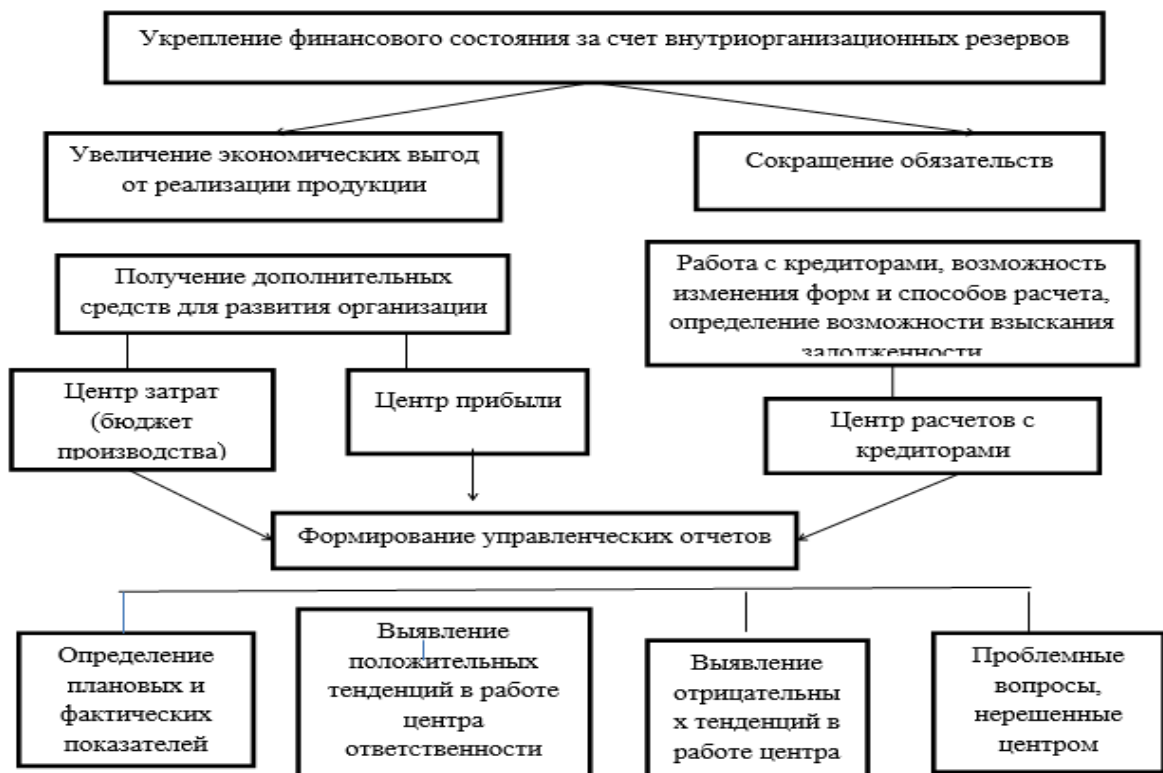 Укрепление финансового состояния за счет внутриорганизационных резервов
Увеличение экономических выгод
от реализации продукции
Сокращение обязательств
Получение дополнительных
средств для развития организации
Работа с кредиторами, возможность
изменения форм и способов расчета,
определение возможности взыскания
задолженности
Центр затрат
(бюджет
производства)
Центр прибыли
Центр расчетов с
кредиторами
Формирование управленческих отчетов
Определение
плановых и
фактических
показателей
Выявление
положительных
тенденций в работе
центра
ответственности
Выявление
отрицательны
х тенденций в
работе центра
Проблемные
вопросы,
нерешенные
центром